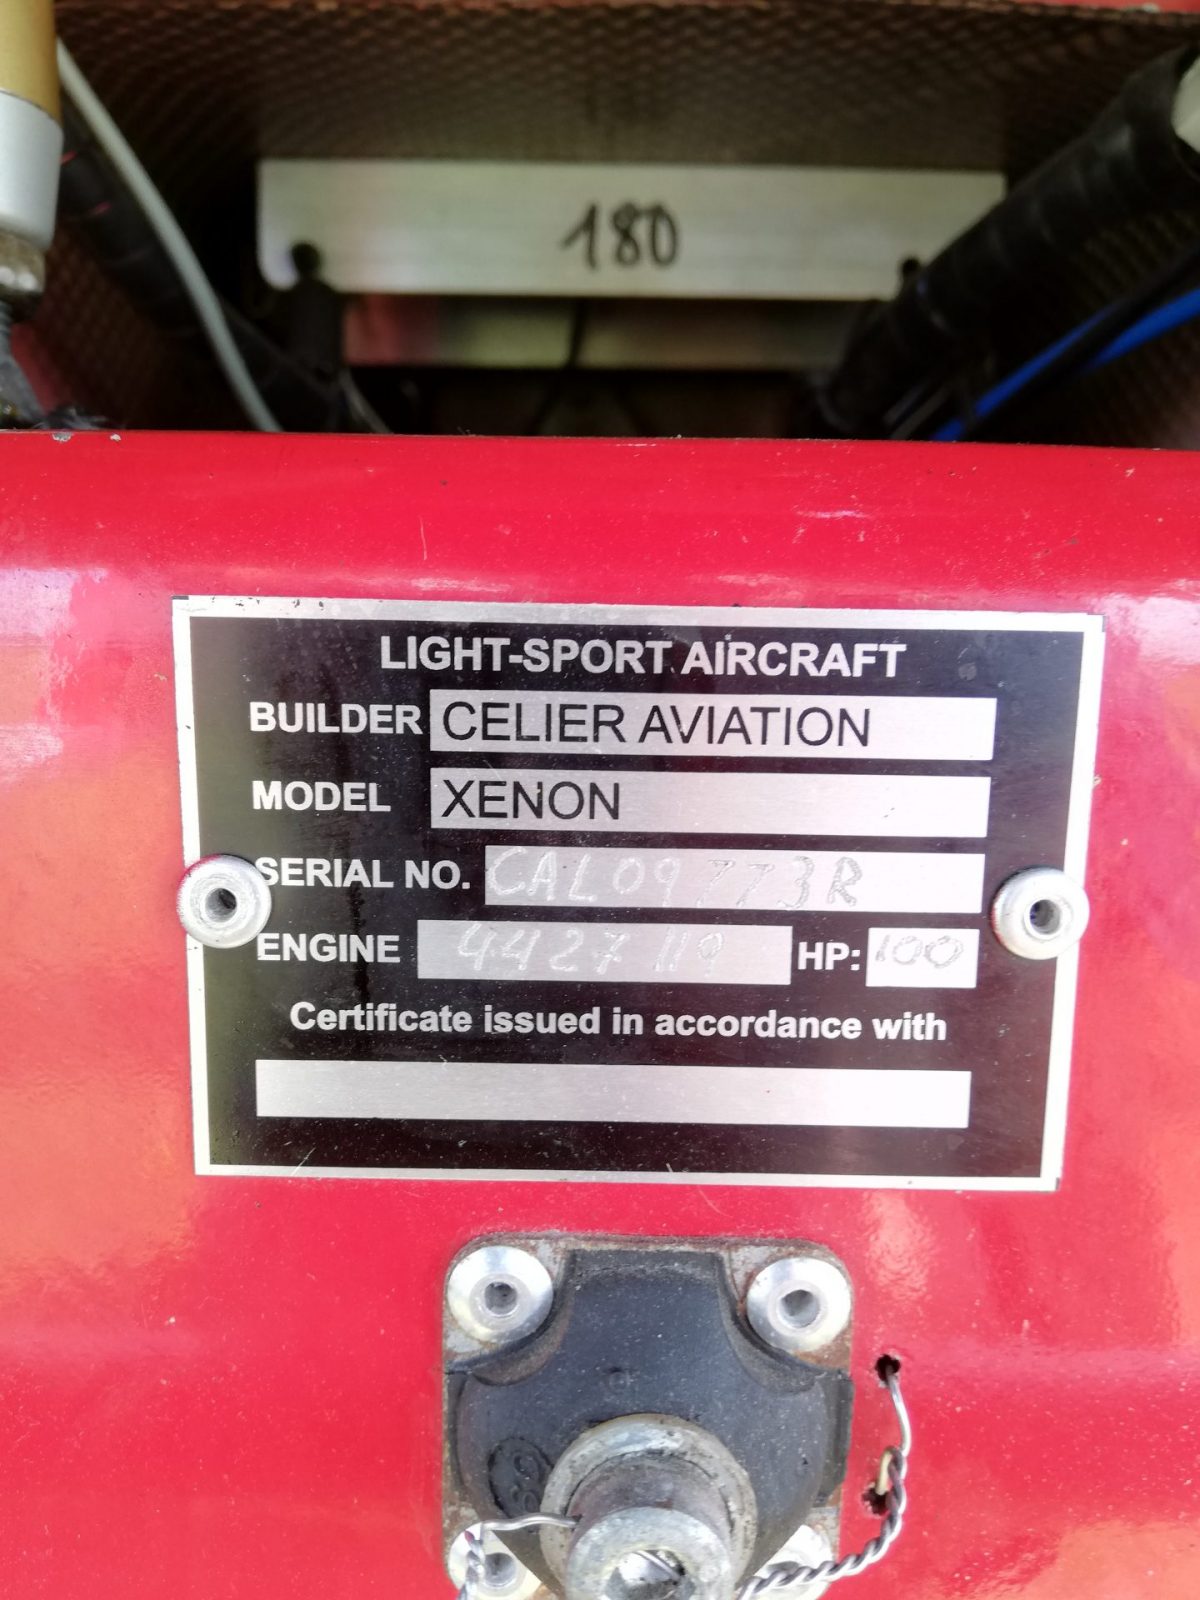 180
LIGHT-SPORT AIRCRAFT
BUILDER CELIER AVIATION
MODEL XENON
SERIAL NO. CAL09773R
ENGINE 4427119 HP: 100
Certificate issued in accordance with